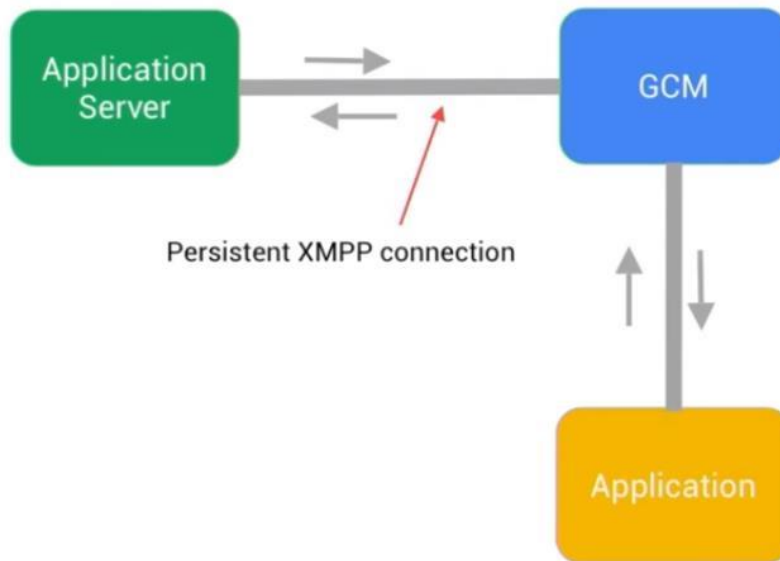 Application
Server
GCM
Persistent XMPP connection
Application